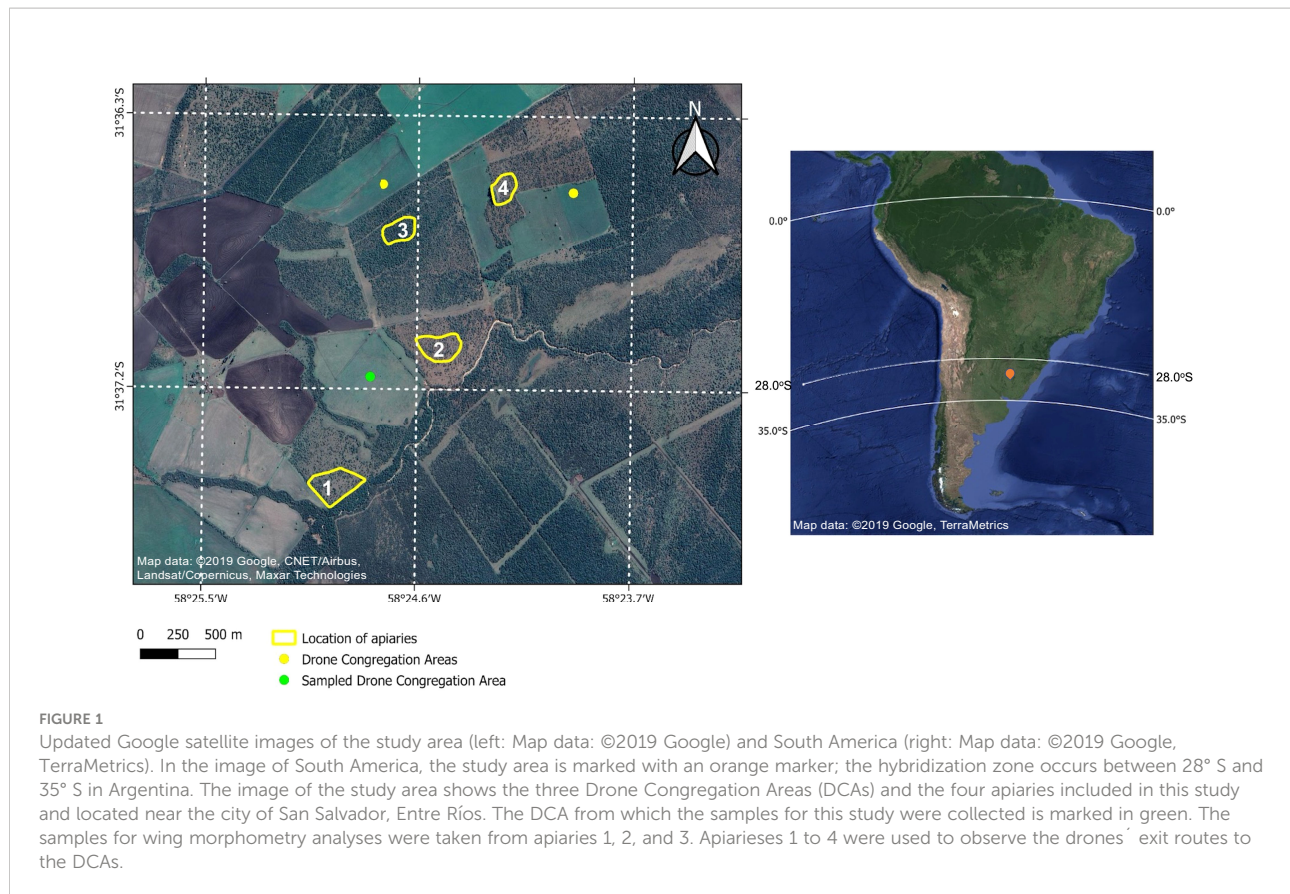 31°36.3'S
31°37.2'S
N
4
3
2
1
Map data: ©2019 Google, CNET/Airbus,
Landsat/Copernicus, Maxar Technologies
58°25.5'W
58°24.6'W
58°23.7'W
0.0º
0.0º
28.0ºS
28.0ºS
35.0ºS
35.0ºS
Map data: ©2019 Google, TerraMetrics
0 250 500 m
Location of apiaries
Drone Congregation Areas
Sampled Drone Congregation Area
FIGURE 1
Updated Google satellite images of the study area (left: Map data: ©2019 Google) and South America (right: Map data: ©2019 Google,
TerraMetrics). In the image of South America, the study area is marked with an orange marker; the hybridization zone occurs between 28° S and
35° S in Argentina. The image of the study area shows the three Drone Congregation Areas (DCAs) and the four apiaries included in this study
and located near the city of San Salvador, Entre Ríos. The DCA from which the samples for this study were collected is marked in green. The
samples for wing morphometry analyses were taken from apiaries 1, 2, and 3. Apiarieses 1 to 4 were used to observe the drones´ exit routes to
the DCAs.